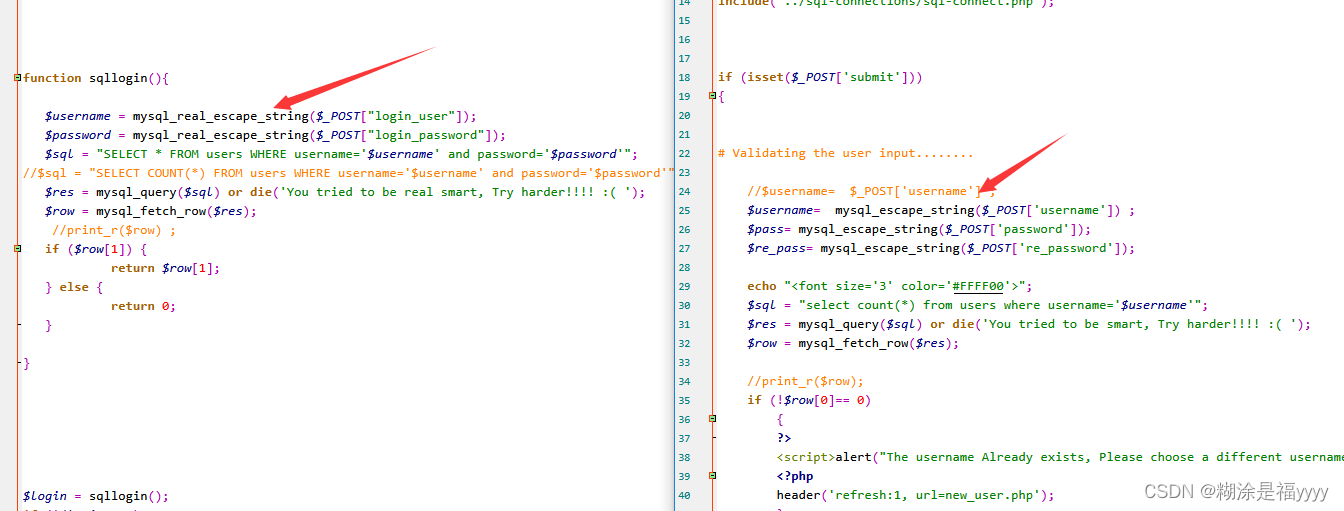 function sqllogin(){
$username = mysql_real_escape_string($_POST["login_user"]);
$password = mysql_real_escape_string($_POST["login_password"]);
$sql = "SELECT * FROM users WHERE username='$username' and password='$password'";
//$sql = "SELECT COUNT(*) FROM users WHERE username='$username' and password='$password'"
$res = mysql_query($sql) or die('You tried to be real smart, Try harder!!!! :( ');
$row = mysql_fetch_row($res);
//print_r($row) ;
if ($row[1]) {
return $row[1];
} else {
return 0;
}
}
$login = sqllogin();
14 include("../sql-connections/sql-connect.php");
15
16
17
18 if (isset($_POST['submit']))
19 {
20
21
22 # Validating the user input........
23
24 //$username= $_POST['username'] ;
25 $username= mysql_escape_string($_POST['username']) ;
26 $pass= mysql_escape_string($_POST['password']);
27 $re_pass= mysql_escape_string($_POST['re_password']);
28
29 echo "<font size='3' color='#FFFF00'>";
30 $sql = "select count(*) from users where username='$username'";
31 $res = mysql_query($sql) or die('You tried to be smart, Try harder!!!! :( ');
32 $row = mysql_fetch_row($res);
33
34 //print_r($row);
35 if (!$row[0]== 0)
36 {
37 ?>
38 <script>alert("The username Already exists, Please choose a different username
39 <?php
40 header('refresh:1, url=new_user.php');
CSDN @糊涂是福yyyy